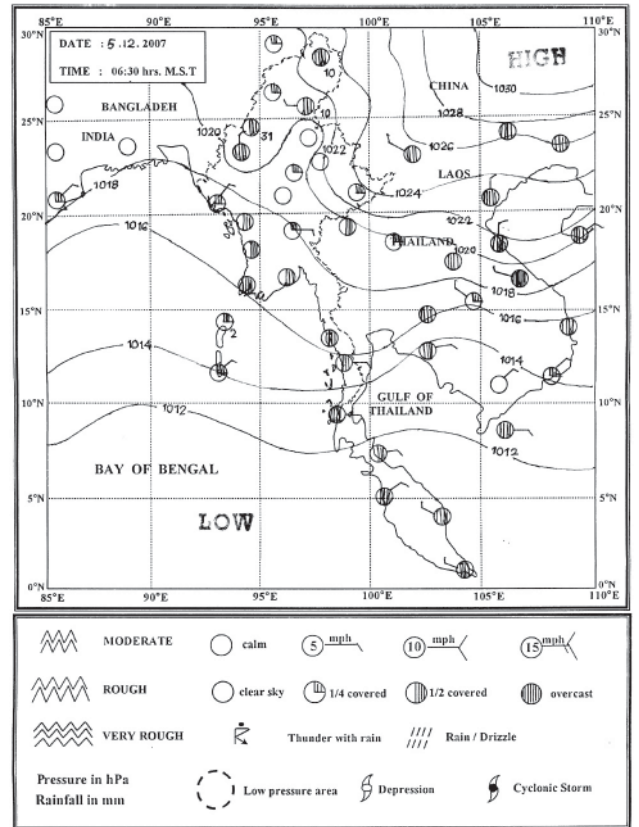 85°E 90°E 95°E 100°E 105°E 110°E
30°N 30°N
DATE : 5.12.2007
TIME : 06:30 hrs. M.S.T
HIGH
10
CHINA
1030
BANGLADEH
10
1028
25°N 25°N
1020
31
INDIA
1022
1026
1018
LAOS
1024
20°N 20°N
1022
1016
THAILAND
1020
1018
15°N 15°N
1016
2
1014
1014
10°N 10°N
1012
GULF OF
THAILAND
1012
BAY OF BENGAL
5°N 5°N
LOW
0°N 0°N
85°E 90°E 95°E 100°E 105°E 110°E
MODERATE calm 5 mph 10 mph 15 mph
ROUGH clear sky 1/4 covered 1/2 covered overcast
VERY ROUGH Thunder with rain Rain / Drizzle
Pressure in hPa
Rainfall in mm
Low pressure area Depression Cyclonic Storm